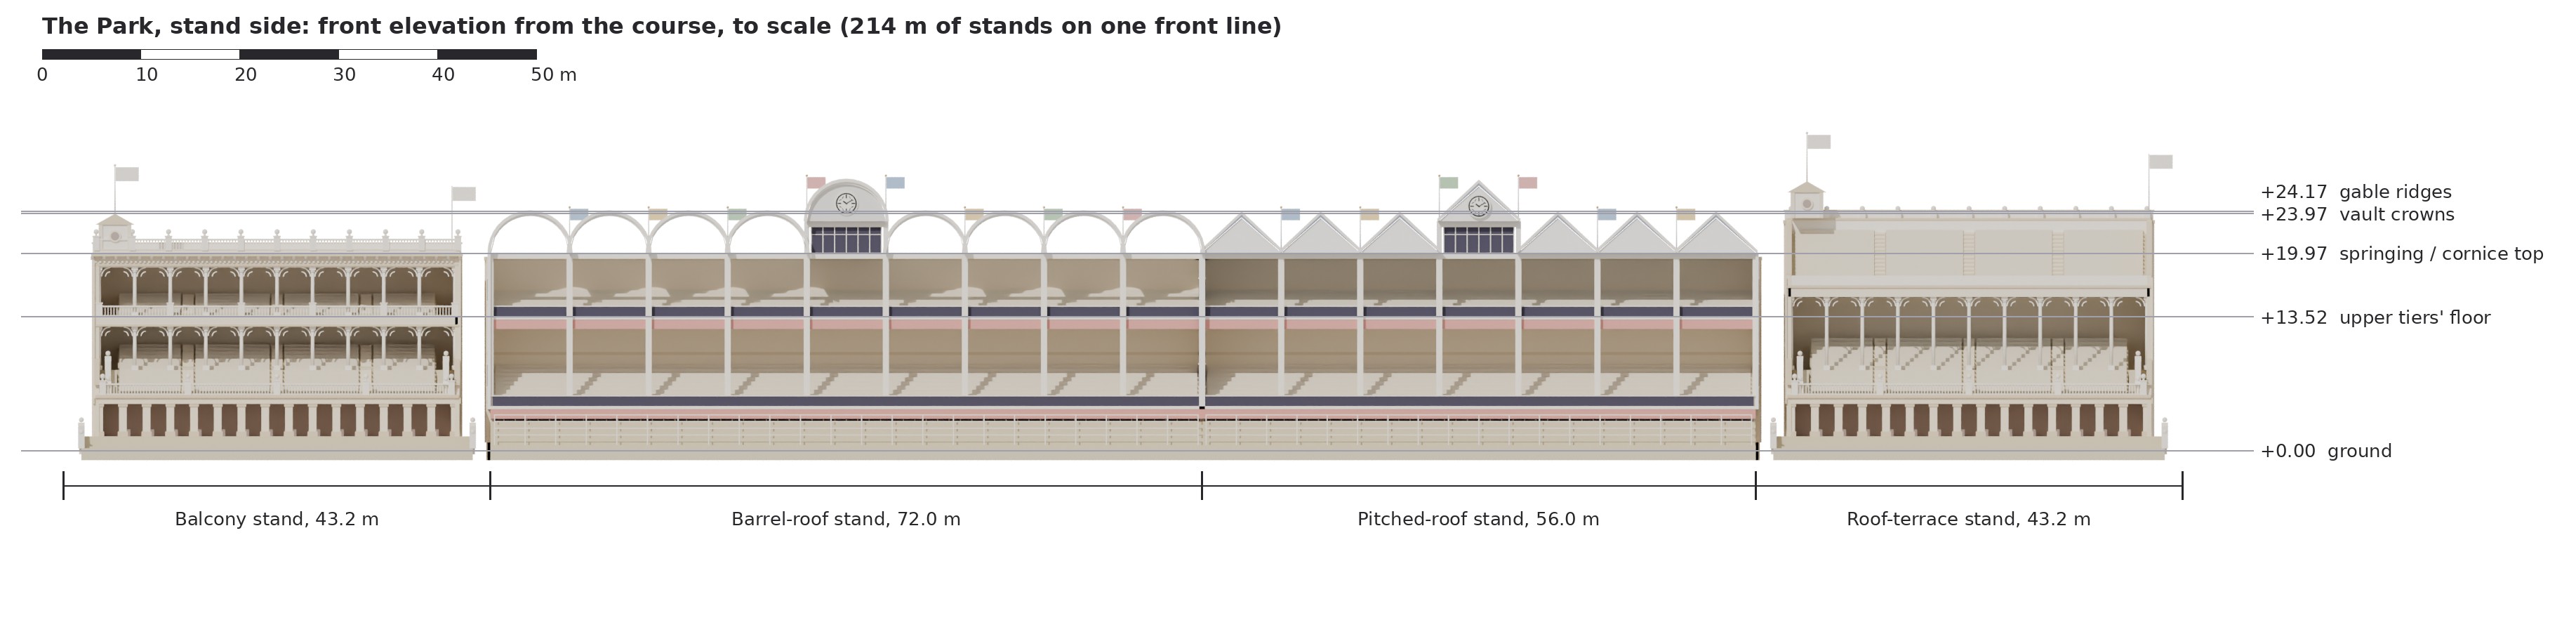 The Park, stand side: front elevation from the course, to scale (214 m of stands on one front line)
0 10 20 30 40 50 m
+24.17 gable ridges
+23.97 vault crowns
+19.97 springing / cornice top
+13.52 upper tiers' floor
+0.00 ground
Balcony stand, 43.2 m
Barrel-roof stand, 72.0 m
Pitched-roof stand, 56.0 m
Roof-terrace stand, 43.2 m